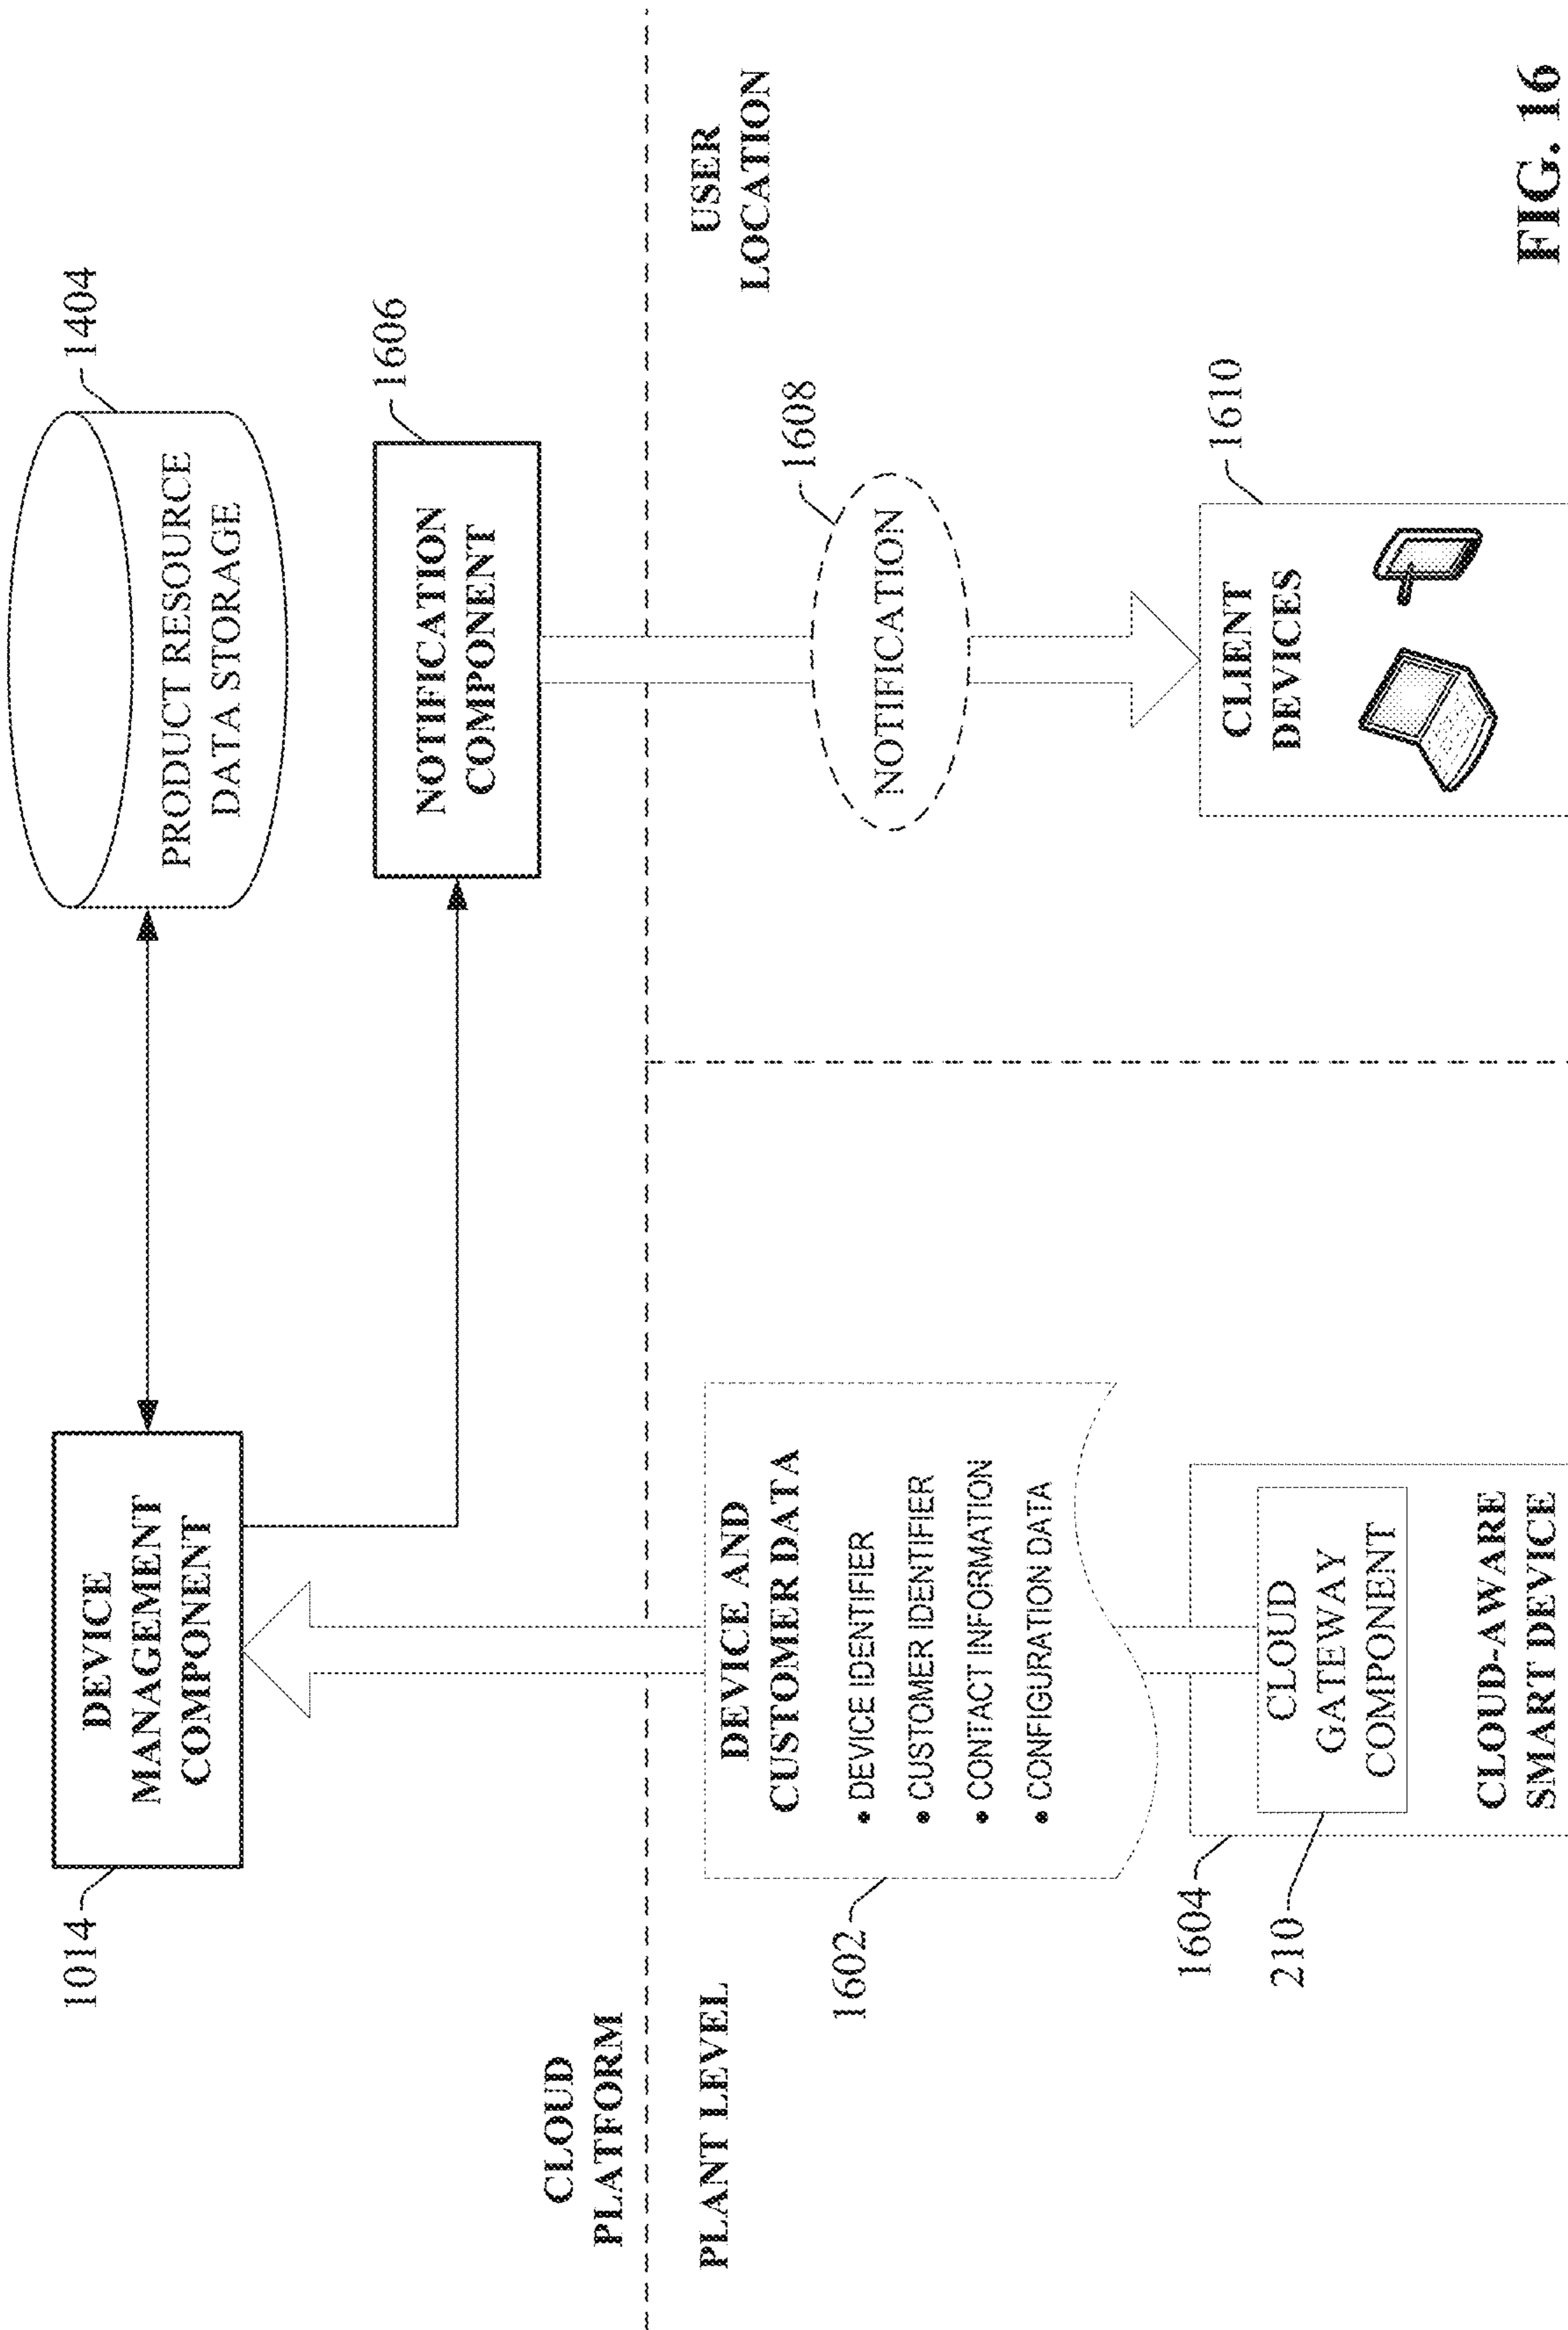 1014
DEVICE
MANAGEMENT
COMPONENT
PRODUCT RESOURCE
DATA STORAGE
1404
NOTIFICATION
COMPONENT
1606
CLOUD
PLATFORM
PLANT LEVEL
USER
LOCATION
1602
DEVICE AND
CUSTOMER DATA
• DEVICE IDENTIFIER
• CUSTOMER IDENTIFIER
• CONTACT INFORMATION
• CONFIGURATION DATA
NOTIFICATION
1608
1604
210
CLOUD
GATEWAY
COMPONENT
CLOUD-AWARE
SMART DEVICE
CLIENT
DEVICES
1610
FIG. 16